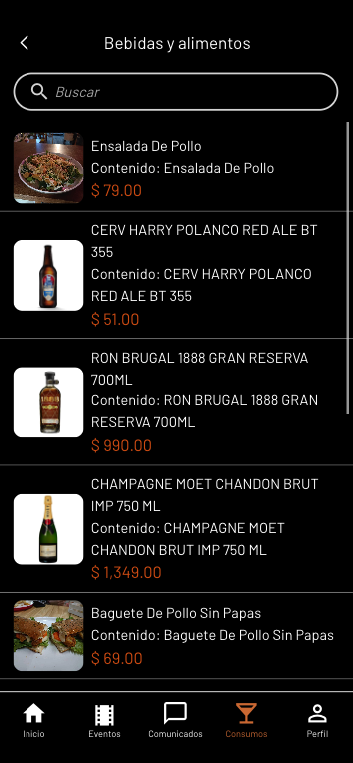 Bebidas y alimentos
Buscar
Ensalada De Pollo
Contenido: Ensalada De Pollo
$ 79.00
CERV HARRY POLANCO RED ALE BT
355
Contenido: CERV HARRY POLANCO
RED ALE BT 355
$ 51.00
RON BRUGAL 1888 GRAN RESERVA
700ML
Contenido: RON BRUGAL 1888 GRAN
RESERVA 700ML
$ 990.00
CHAMPAGNE MOET CHANDON BRUT
IMP 750 ML
Contenido: CHAMPAGNE MOET
CHANDON BRUT IMP 750 ML
$ 1,349.00
Baguete De Pollo Sin Papas
Contenido: Baguete De Pollo Sin Papas
$ 69.00
Inicio
Eventos
Comunicados
Consumos
Perfil